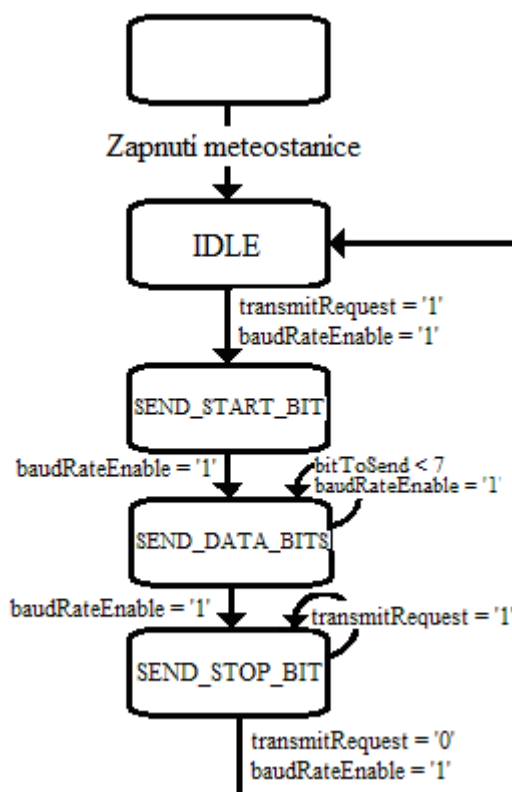 Zapnutí meteostanice
IDLE
transmitRequest = '1'
baudRateEnable = '1'
SEND_START_BIT
baudRateEnable = '1'
bitToSend < 7
baudRateEnable = '1'
SEND_DATA_BITS
baudRateEnable = '1'
transmitRequest = '1'
SEND_STOP_BIT
transmitRequest = '0'
baudRateEnable = '1'